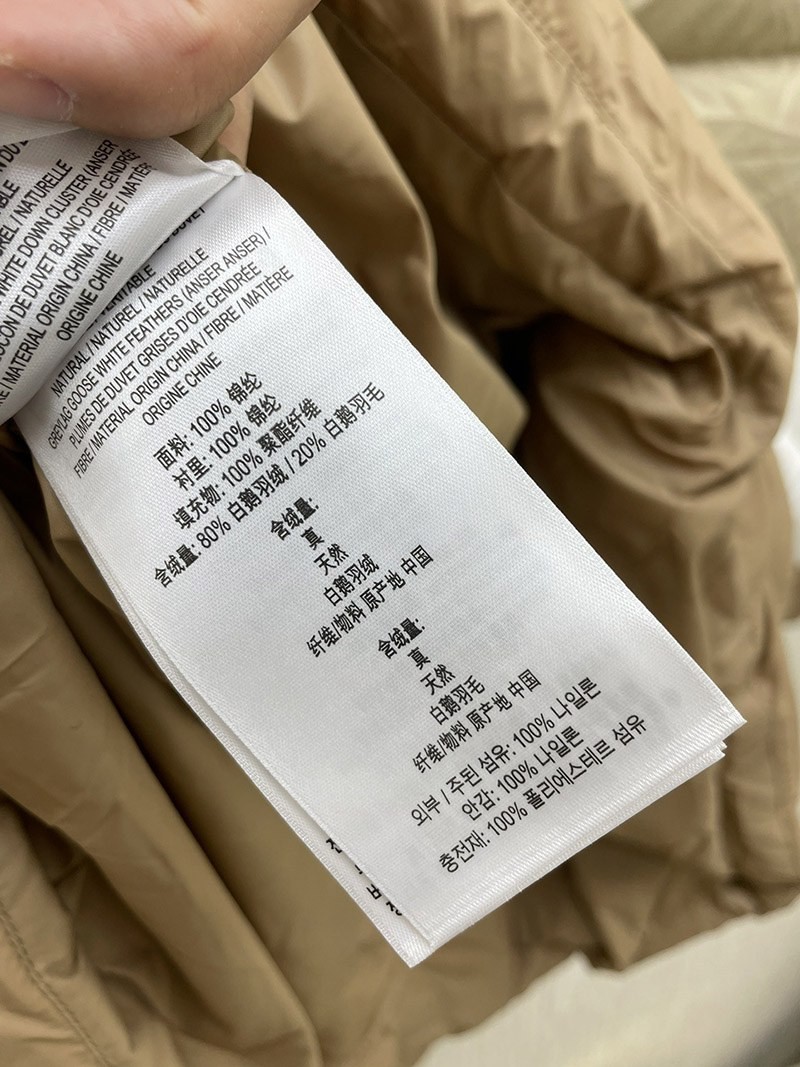 NATUREL / NATURELLE
WHITE DOWN CLUSTER (ANSER
FLOCON DE DUVET BLANC D'OIE CENDRÉE
/ MATERIAL ORIGIN CHINA / FIBRE / MATIÈRE
ORIGINE CHINE
VÉRITABLE
NATURAL / NATUREL / NATURELLE
GREYLAG GOOSE WHITE FEATHERS (ANSER ANSER) /
PLUMES DE DUVET GRISES D'OIE CENDRÉE
FIBRE / MATERIAL ORIGIN CHINA / FIBRE / MATIÈRE
ORIGINE CHINE
面料: 100% 锦纶
衬里: 100% 锦纶
填充物: 100% 聚酯纤维
含绒量: 80% 白鹅羽绒 / 20% 白鹅羽毛
含绒量:
真
天然
白鹅羽绒
纤维/物料 原产地 中国
含绒量:
真
天然
白鹅羽毛
纤维/物料 原产地 中国
외부 / 주된 섬유: 100% 나일론
안감: 100% 나일론
충전재: 100% 폴리에스테르 섬유